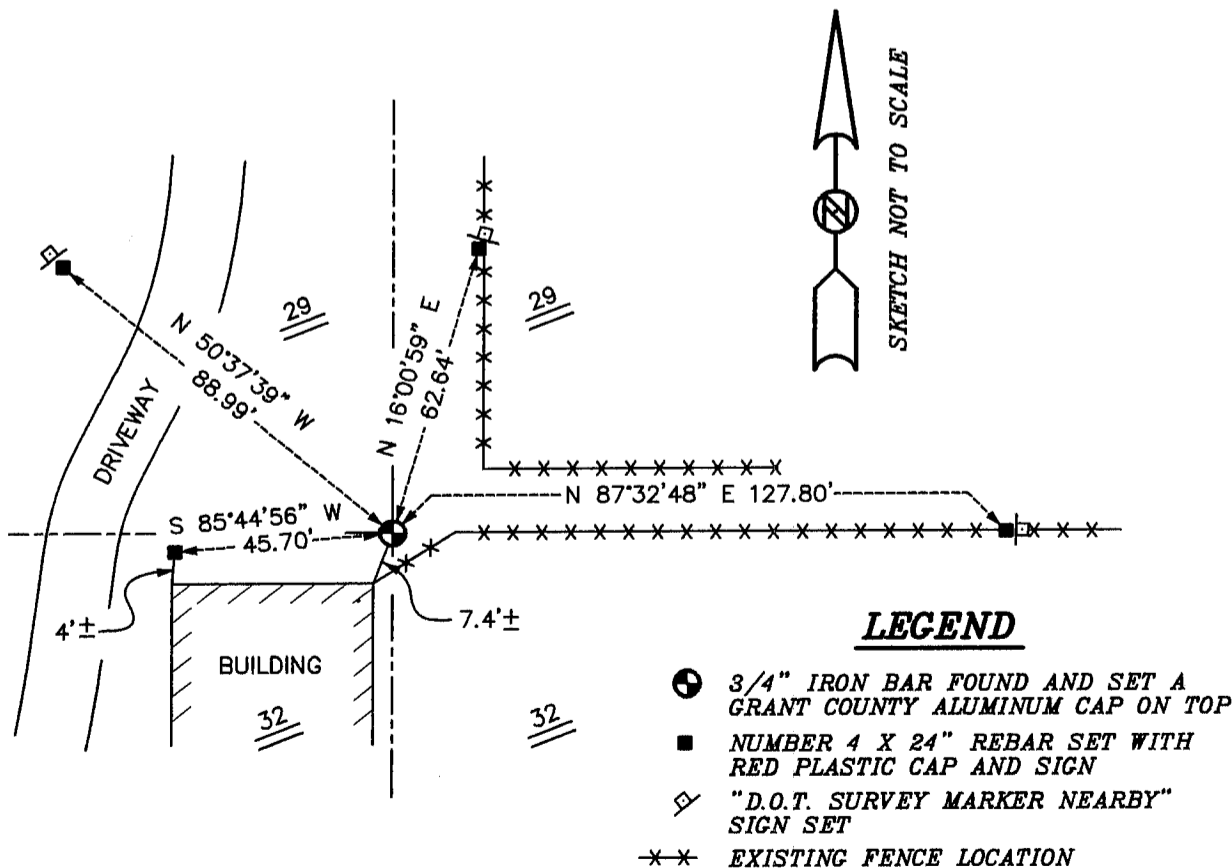 SKETCH NOT TO SCALE
N
29
29
N 50°37'39" W
88.99'
N 16°00'59" E
62.64'
DRIVEWAY
N 87°32'48" E 127.80'
S 85°44'56" W
45.70'
4'±
7.4'±
BUILDING
32
32
LEGEND
3/4" IRON BAR FOUND AND SET A
GRANT COUNTY ALUMINUM CAP ON TOP
NUMBER 4 X 24" REBAR SET WITH
RED PLASTIC CAP AND SIGN
"D.O.T. SURVEY MARKER NEARBY"
SIGN SET
EXISTING FENCE LOCATION